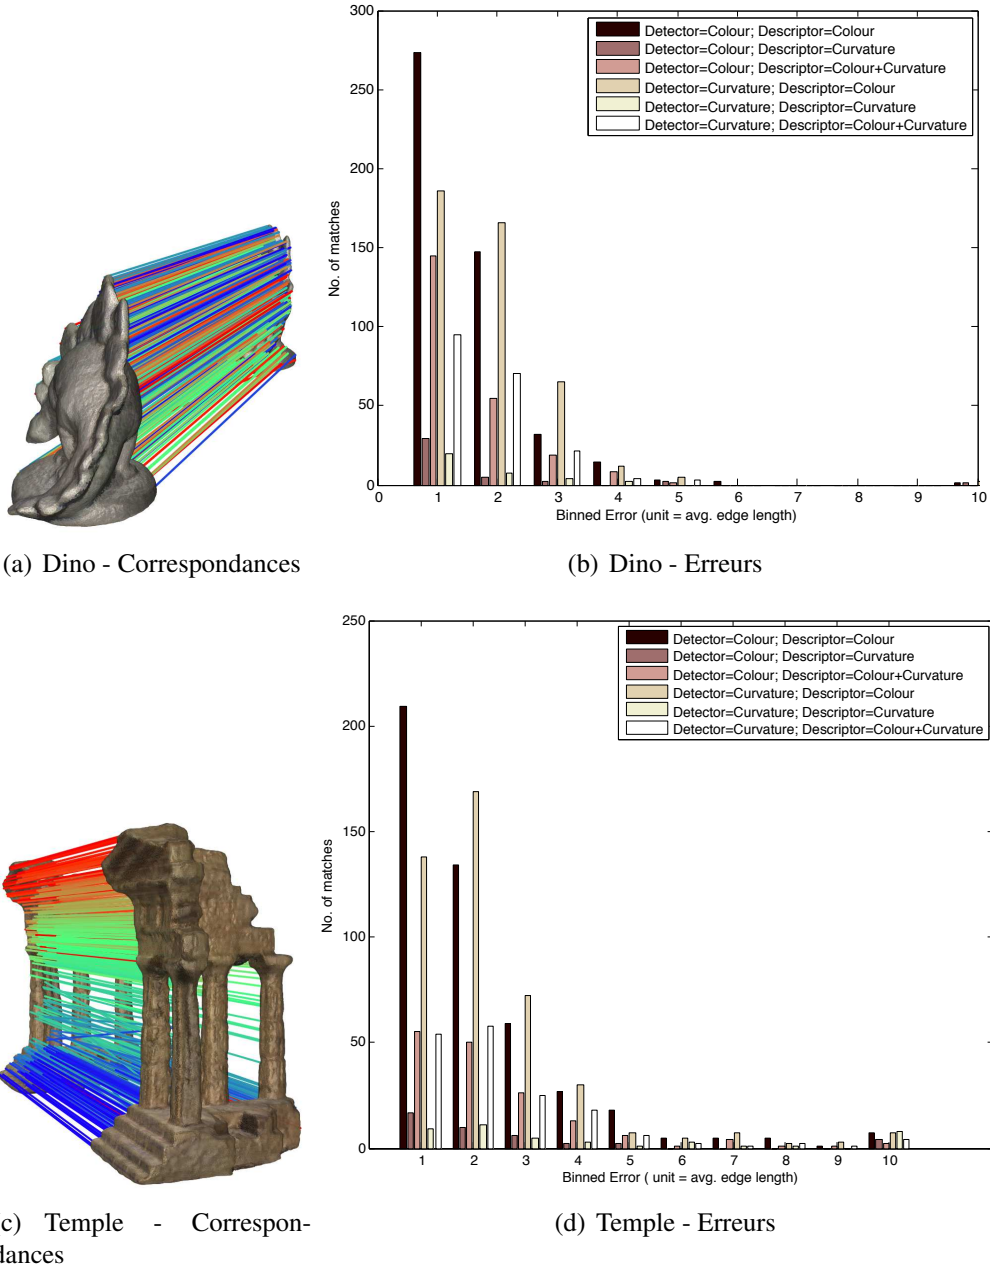 300
250
200
150
100
50
0
No. of matches
Detector=Colour; Descriptor=Colour
Detector=Colour; Descriptor=Curvature
Detector=Colour; Descriptor=Colour+Curvature
Detector=Curvature; Descriptor=Colour
Detector=Curvature; Descriptor=Curvature
Detector=Curvature; Descriptor=Colour+Curvature
0 1 2 3 4 5 6 7 8 9 10
Binned Error (unit = avg. edge length)
(a) Dino - Correspondances
(b) Dino - Erreurs
250
200
150
100
50
0
No. of matches
Detector=Colour; Descriptor=Colour
Detector=Colour; Descriptor=Curvature
Detector=Colour; Descriptor=Colour+Curvature
Detector=Curvature; Descriptor=Colour
Detector=Curvature; Descriptor=Curvature
Detector=Curvature; Descriptor=Colour+Curvature
1 2 3 4 5 6 7 8 9 10
Binned Error ( unit = avg. edge length)
c) Temple - Correspon-
dances
(d) Temple - Erreurs